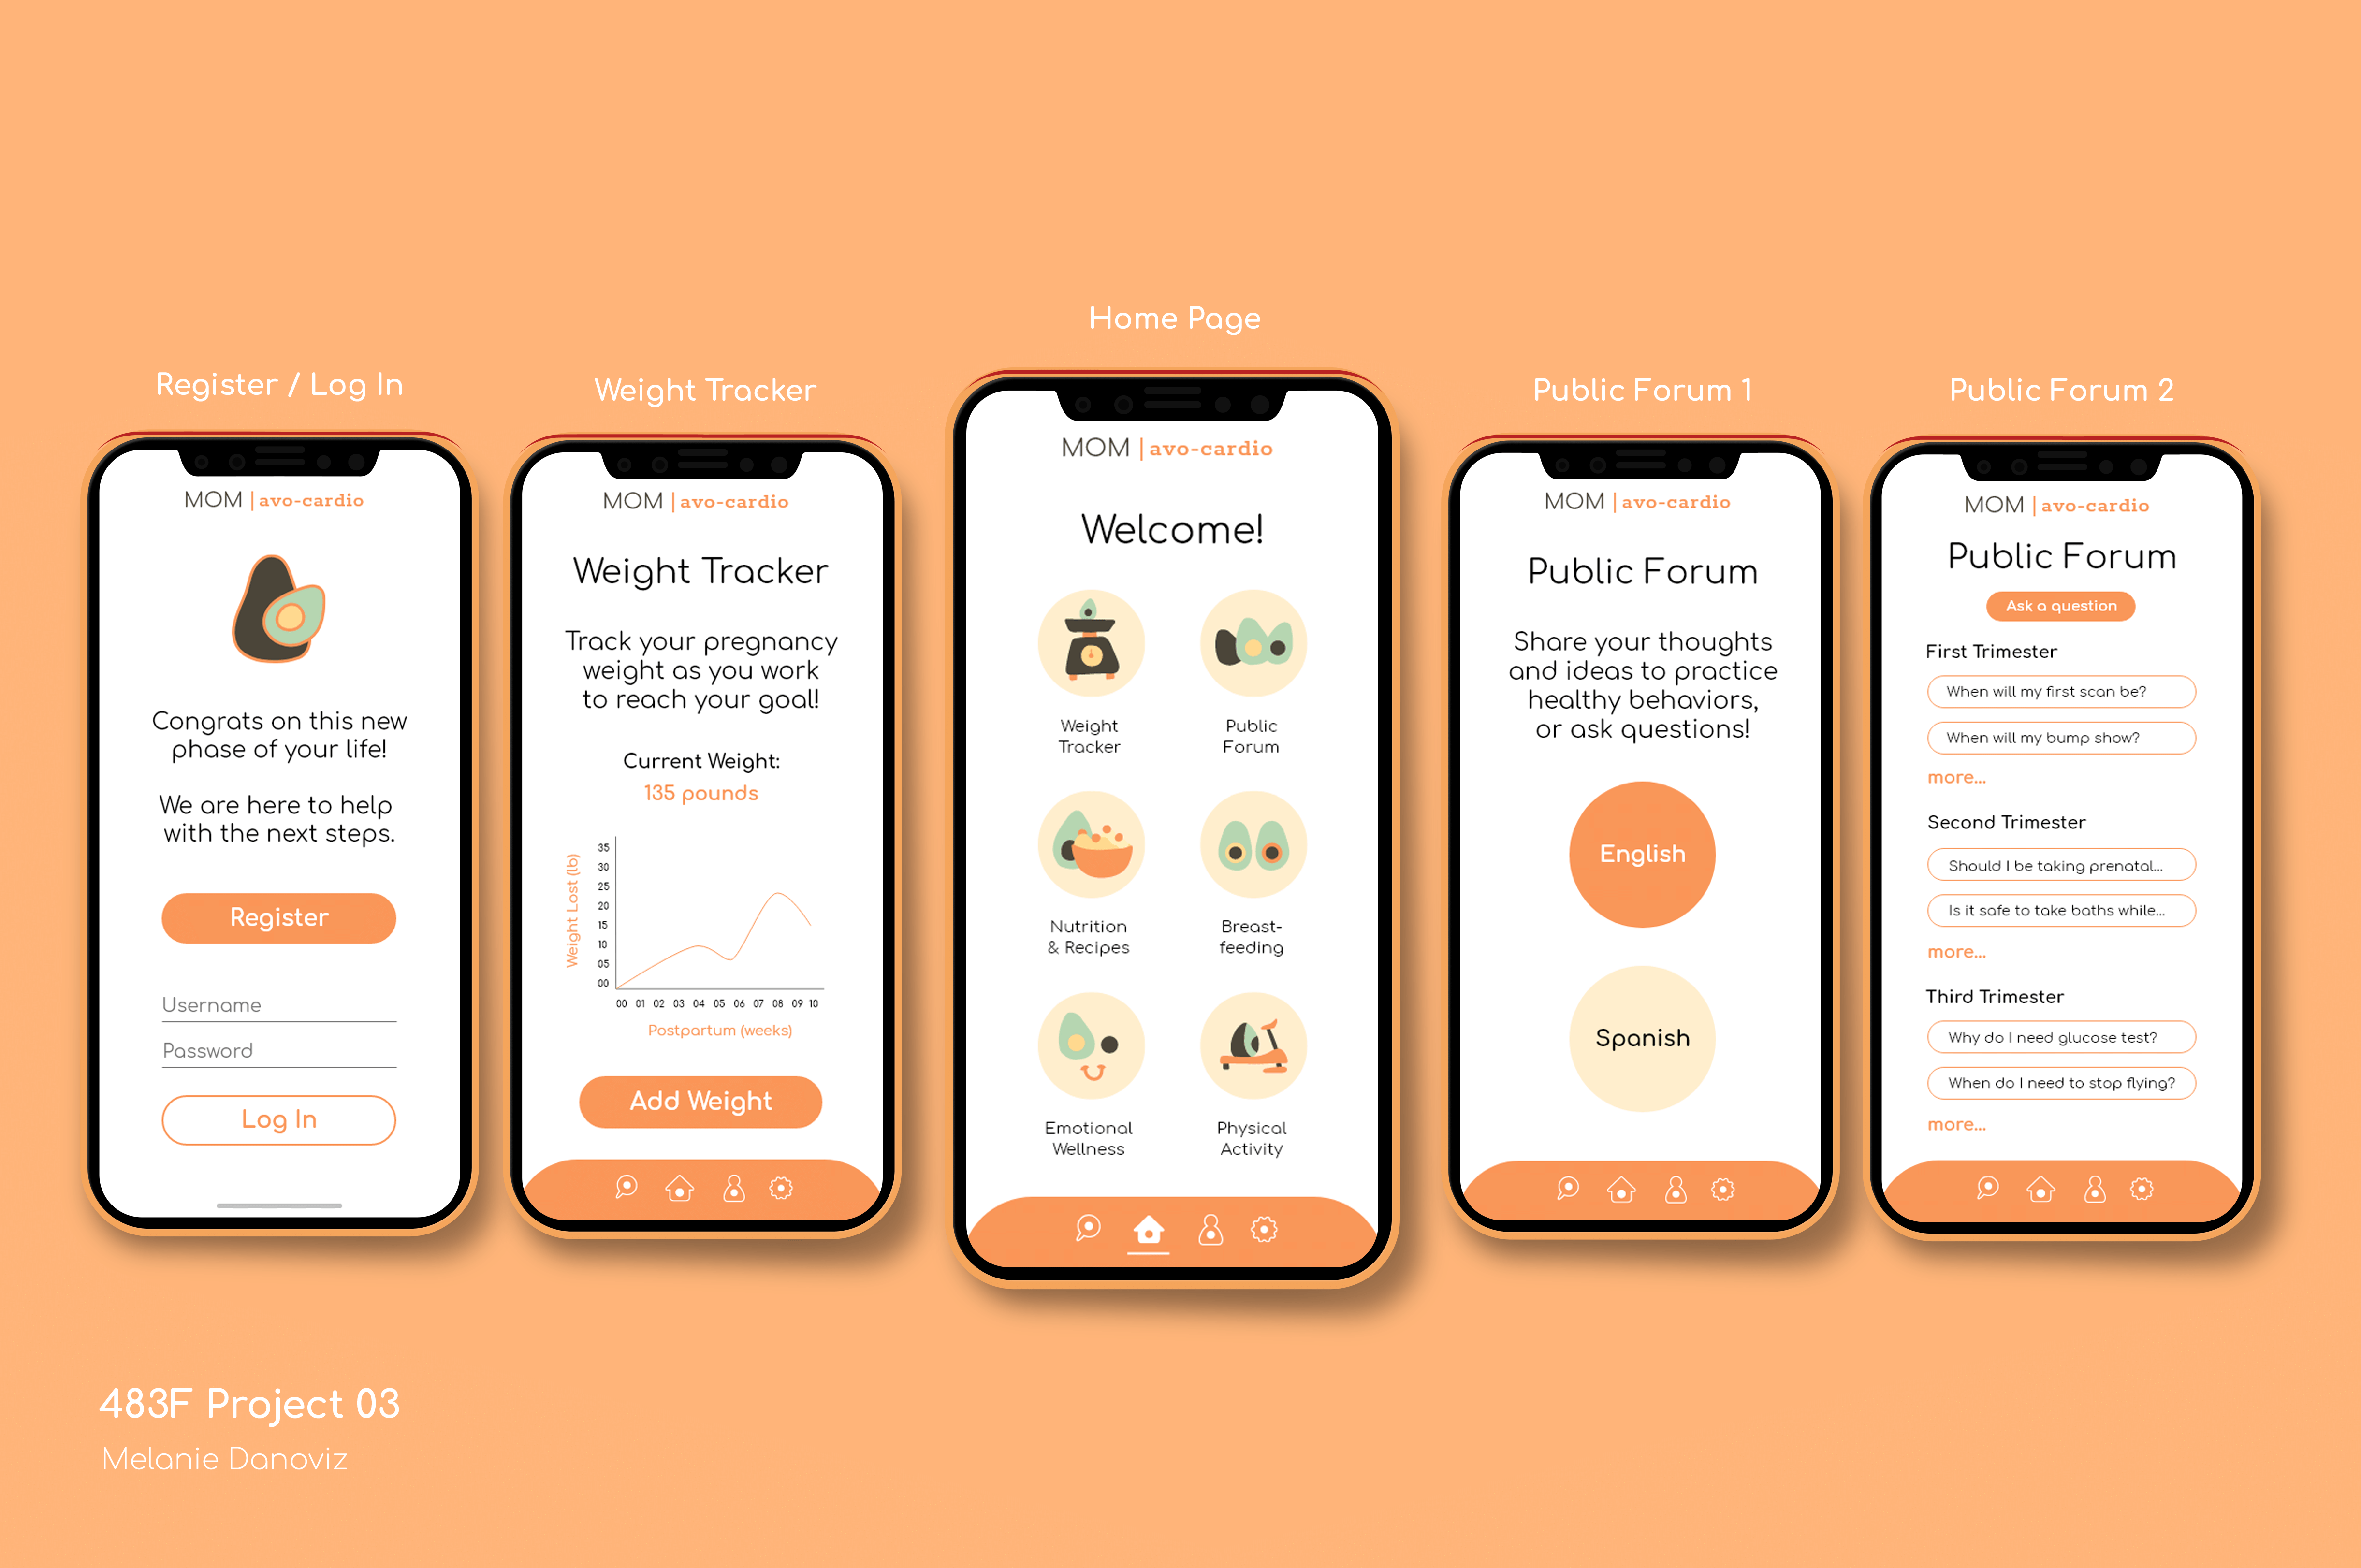 Home Page
Register / Log In
Weight Tracker
Public Forum 1
Public Forum 2
MOM | avo-cardio
Congrats on this new
phase of your life!
We are here to help
with the next steps.
Register
Username
Password
Log In
MOM | avo-cardio
Weight Tracker
Track your pregnancy
weight as you work
to reach your goal!
Current Weight:
135 pounds
Weight Lost (lb)
35
30
25
20
15
10
05
00
00 01 02 03 04 05 06 07 08 09 10
Postpartum (weeks)
Add Weight
MOM | avo-cardio
Welcome!
Weight
Tracker
Public
Forum
Nutrition
& Recipes
Breast-
feeding
Emotional
Wellness
Physical
Activity
MOM | avo-cardio
Public Forum
Share your thoughts
and ideas to practice
healthy behaviors,
or ask questions!
English
Spanish
MOM | avo-cardio
Public Forum
Ask a question
First Trimester
When will my first scan be?
When will my bump show?
more...
Second Trimester
Should I be taking prenatal...
Is it safe to take baths while...
more...
Third Trimester
Why do I need glucose test?
When do I need to stop flying?
more...
483F Project 03
Melanie Danoviz